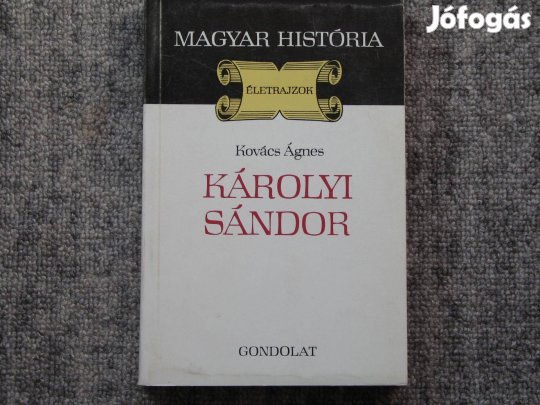 Jófogás
MAGYAR HISTÓRIA
ÉLETRAJZOK
Kovács Ágnes
KÁROLYI
SÁNDOR
GONDOLAT